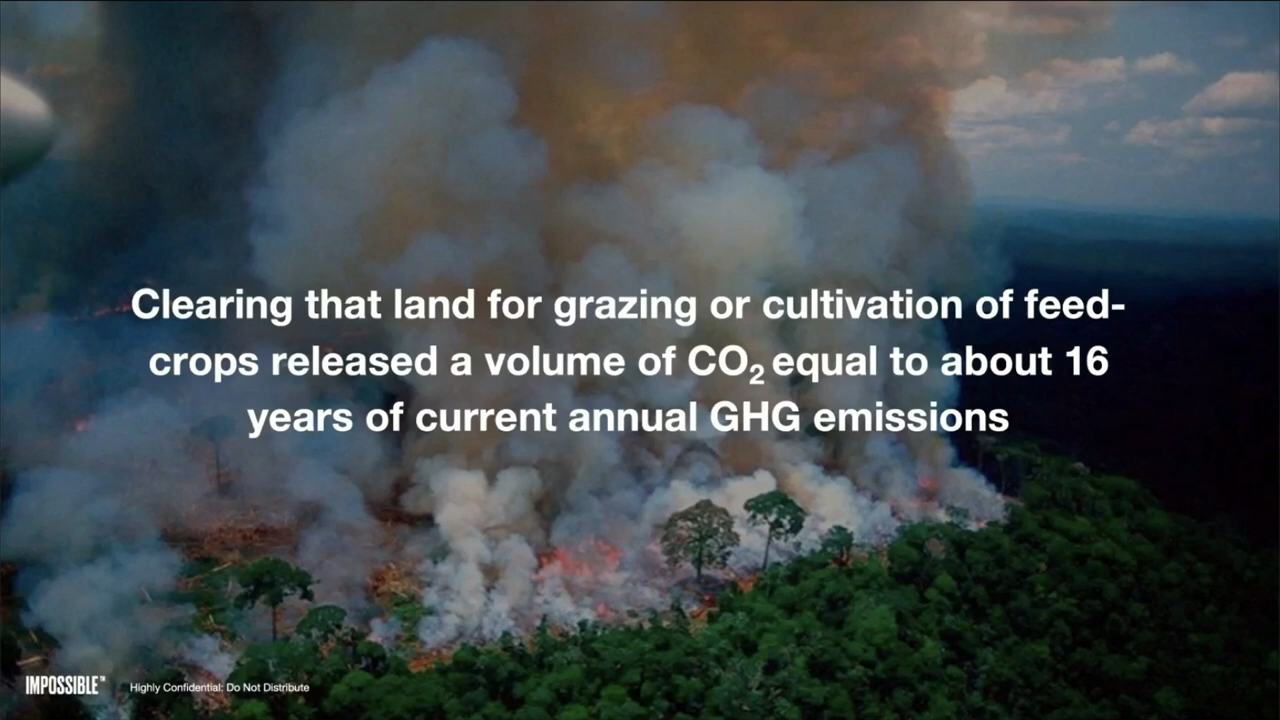 Clearing that land for grazing or cultivation of feed-
crops released a volume of CO₂ equal to about 16
years of current annual GHG emissions
IMPOSSIBLE™
Highly Confidential: Do Not Distribute